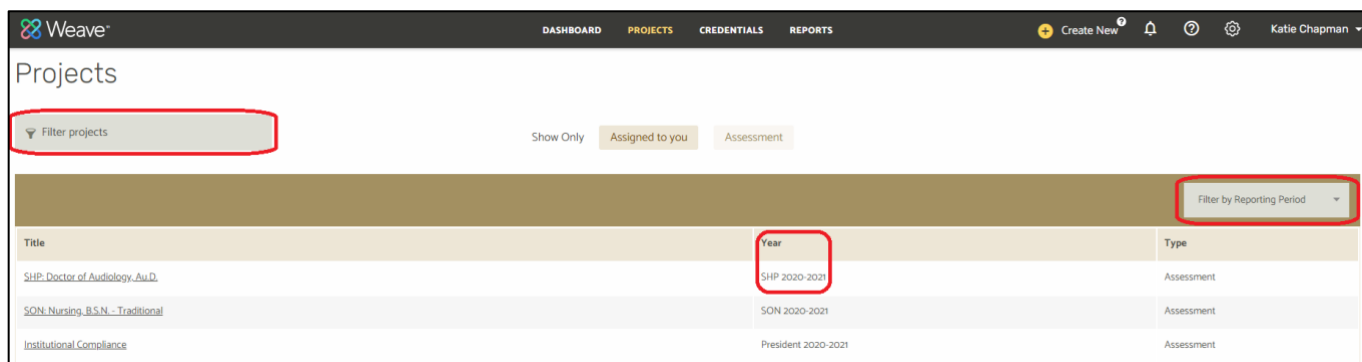 Weave
DASHBOARD PROJECTS CREDENTIALS REPORTS Create New ? Katie Chapman
Projects
Filter projects Show Only Assigned to you Assessment
Filter by Reporting Period
Title Year Type
SHP: Doctor of Audiology, Au.D. SHP 2020-2021 Assessment
SON: Nursing, B.S.N. - Traditional SON 2020-2021 Assessment
Institutional Compliance President 2020-2021 Assessment